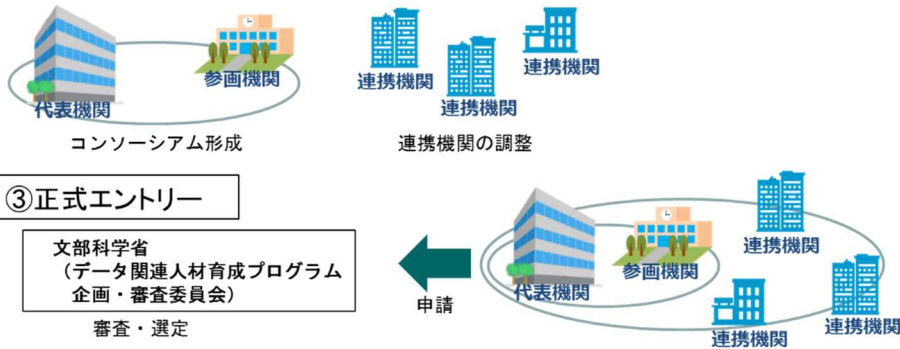 代表機関
参画機関
コンソーシアム形成
連携機関
連携機関
連携機関
連携機関の調整
③正式エントリー
文部科学省
（データ関連人材育成プログラム
企画・審査委員会）
審査・選定
申請
代表機関
参画機関
連携機関
連携機関
連携機関